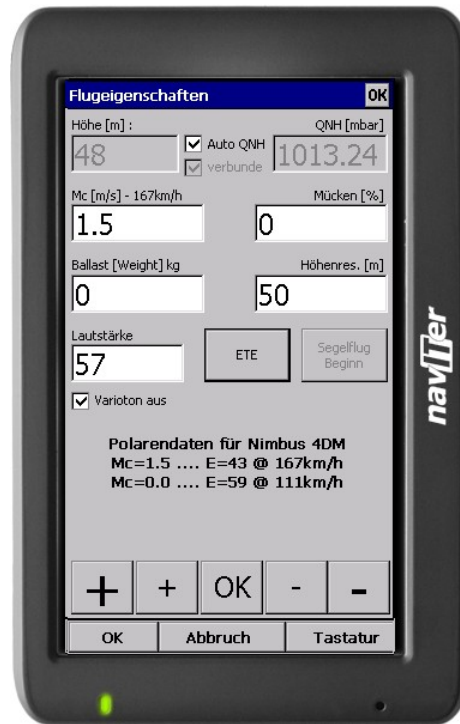 Flugeigenschaften OK
Höhe [m] : QNH [mbar]
48 Auto QNH 1013.24
verbunde
Mc [m/s] - 167km/h Mücken [%]
1.5 0
Ballast [Weight] kg Höhenres. [m]
0 50
Lautstärke
57 ETE Segelflug
Beginn
Varioton aus
Polarendaten für Nimbus 4DM
Mc=1.5 .... E=43 @ 167km/h
Mc=0.0 .... E=59 @ 111km/h
+ + OK - -
OK Abbruch Tastatur
naviter